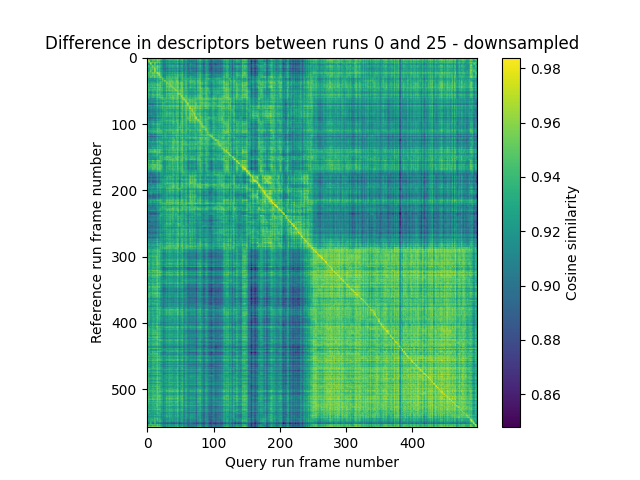 Difference in descriptors between runs 0 and 25 - downsampled
0
100
200
300
400
500
Reference run frame number
0 100 200 300 400
Query run frame number
0.98
0.96
0.94
0.92
0.90
0.88
0.86
Cosine similarity